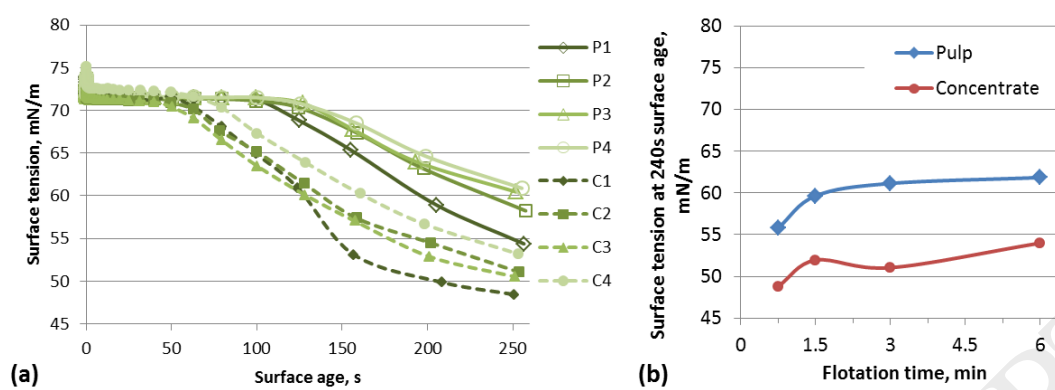 80
75
70
65
60
55
50
45
Surface tension, mN/m
0
50
100
150
200
250
Surface age, s
(a)
P1
P2
P3
P4
C1
C2
C3
C4
80
75
70
65
60
55
50
45
Surface tension at 240s surface age,
mN/m
Pulp
Concentrate
0
1.5
3
4.5
6
Flotation time, min
(b)